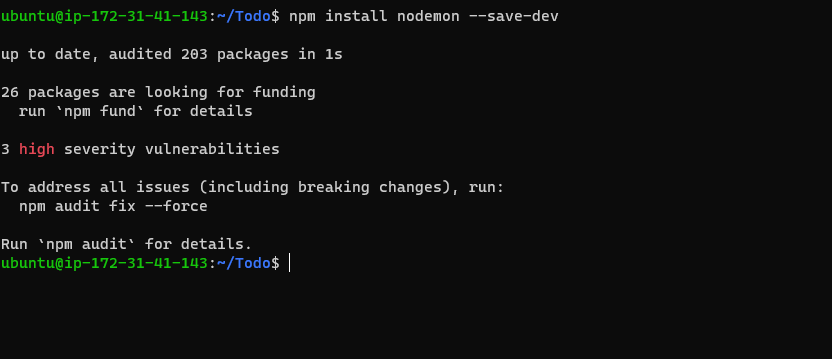 ubuntu@ip-172-31-41-143:~/Todo$ npm install nodemon --save-dev
up to date, audited 203 packages in 1s
26 packages are looking for funding
  run `npm fund` for details
3 high severity vulnerabilities
To address all issues (including breaking changes), run:
  npm audit fix --force
Run `npm audit` for details.
ubuntu@ip-172-31-41-143:~/Todo$